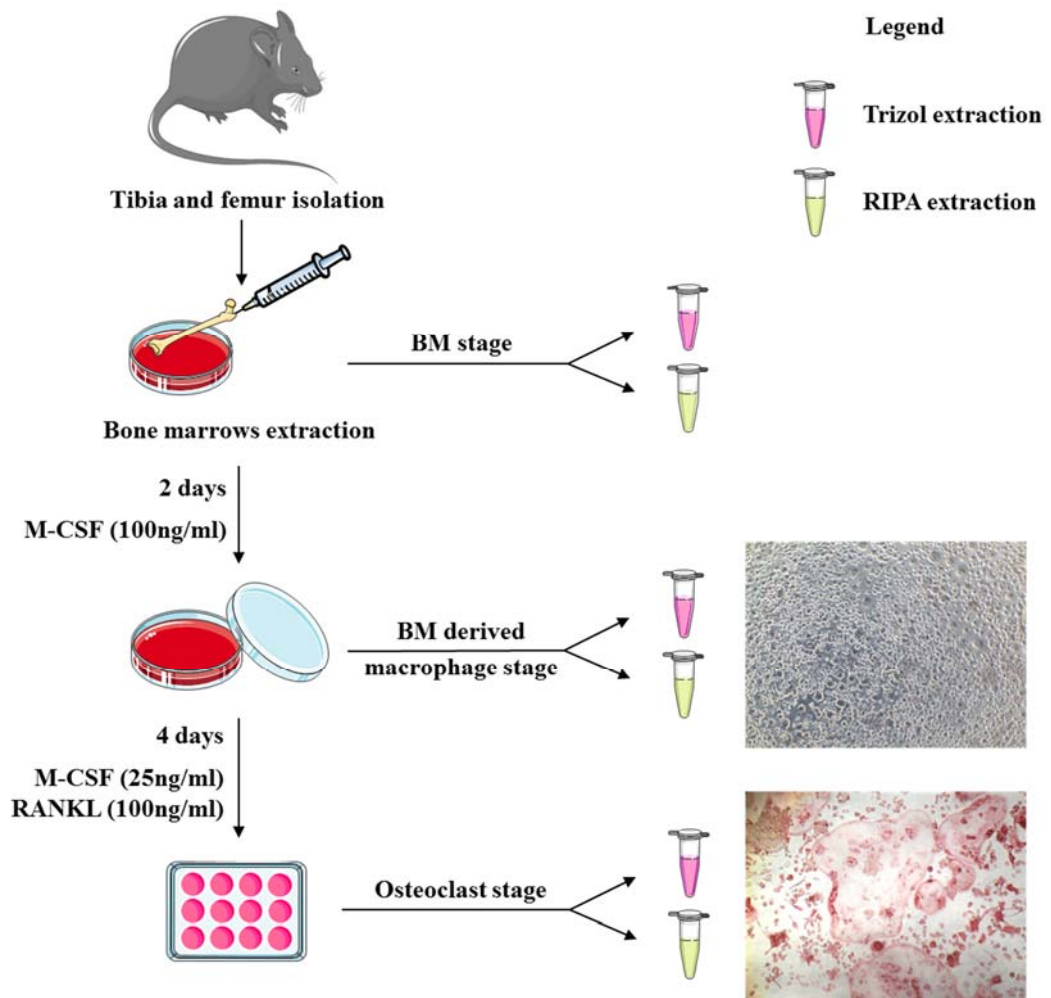 Legend
Trizol extraction
RIPA extraction
Tibia and femur isolation
BM stage
Bone marrows extraction
2 days
M-CSF (100ng/ml)
BM derived
macrophage stage
4 days
M-CSF (25ng/ml)
RANKL (100ng/ml)
Osteoclast stage